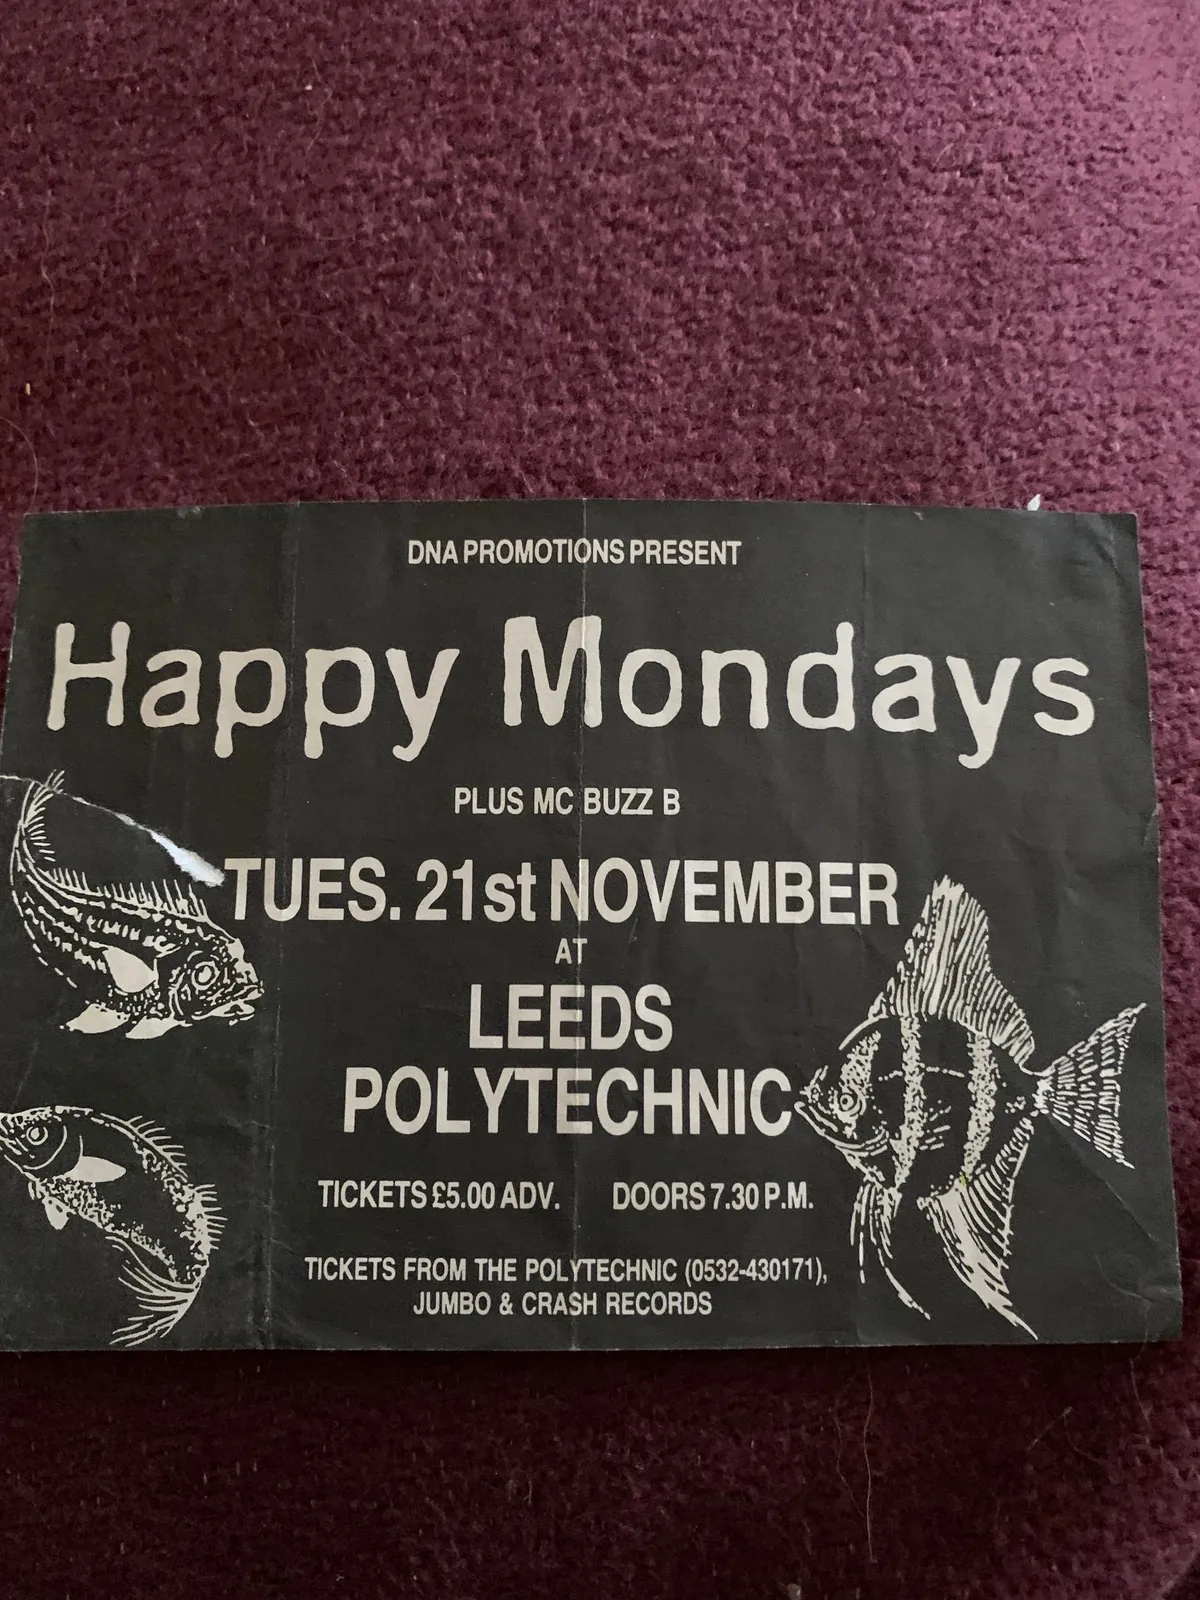 DNA PROMOTIONS PRESENT
Happy Mondays
PLUS MC BUZZ B
TUES. 21st NOVEMBER
AT
LEEDS
POLYTECHNIC
TICKETS £5.00 ADV. DOORS 7.30 P.M.
TICKETS FROM THE POLYTECHNIC (0532-430171),
JUMBO & CRASH RECORDS